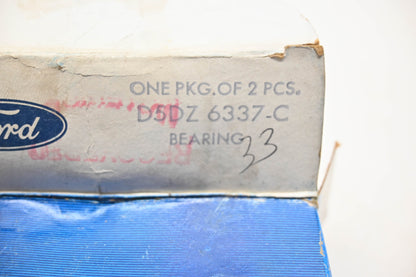 ONE PKG. OF 2 PCS.
D5DZ 6337-C
Ford
BEARING
33